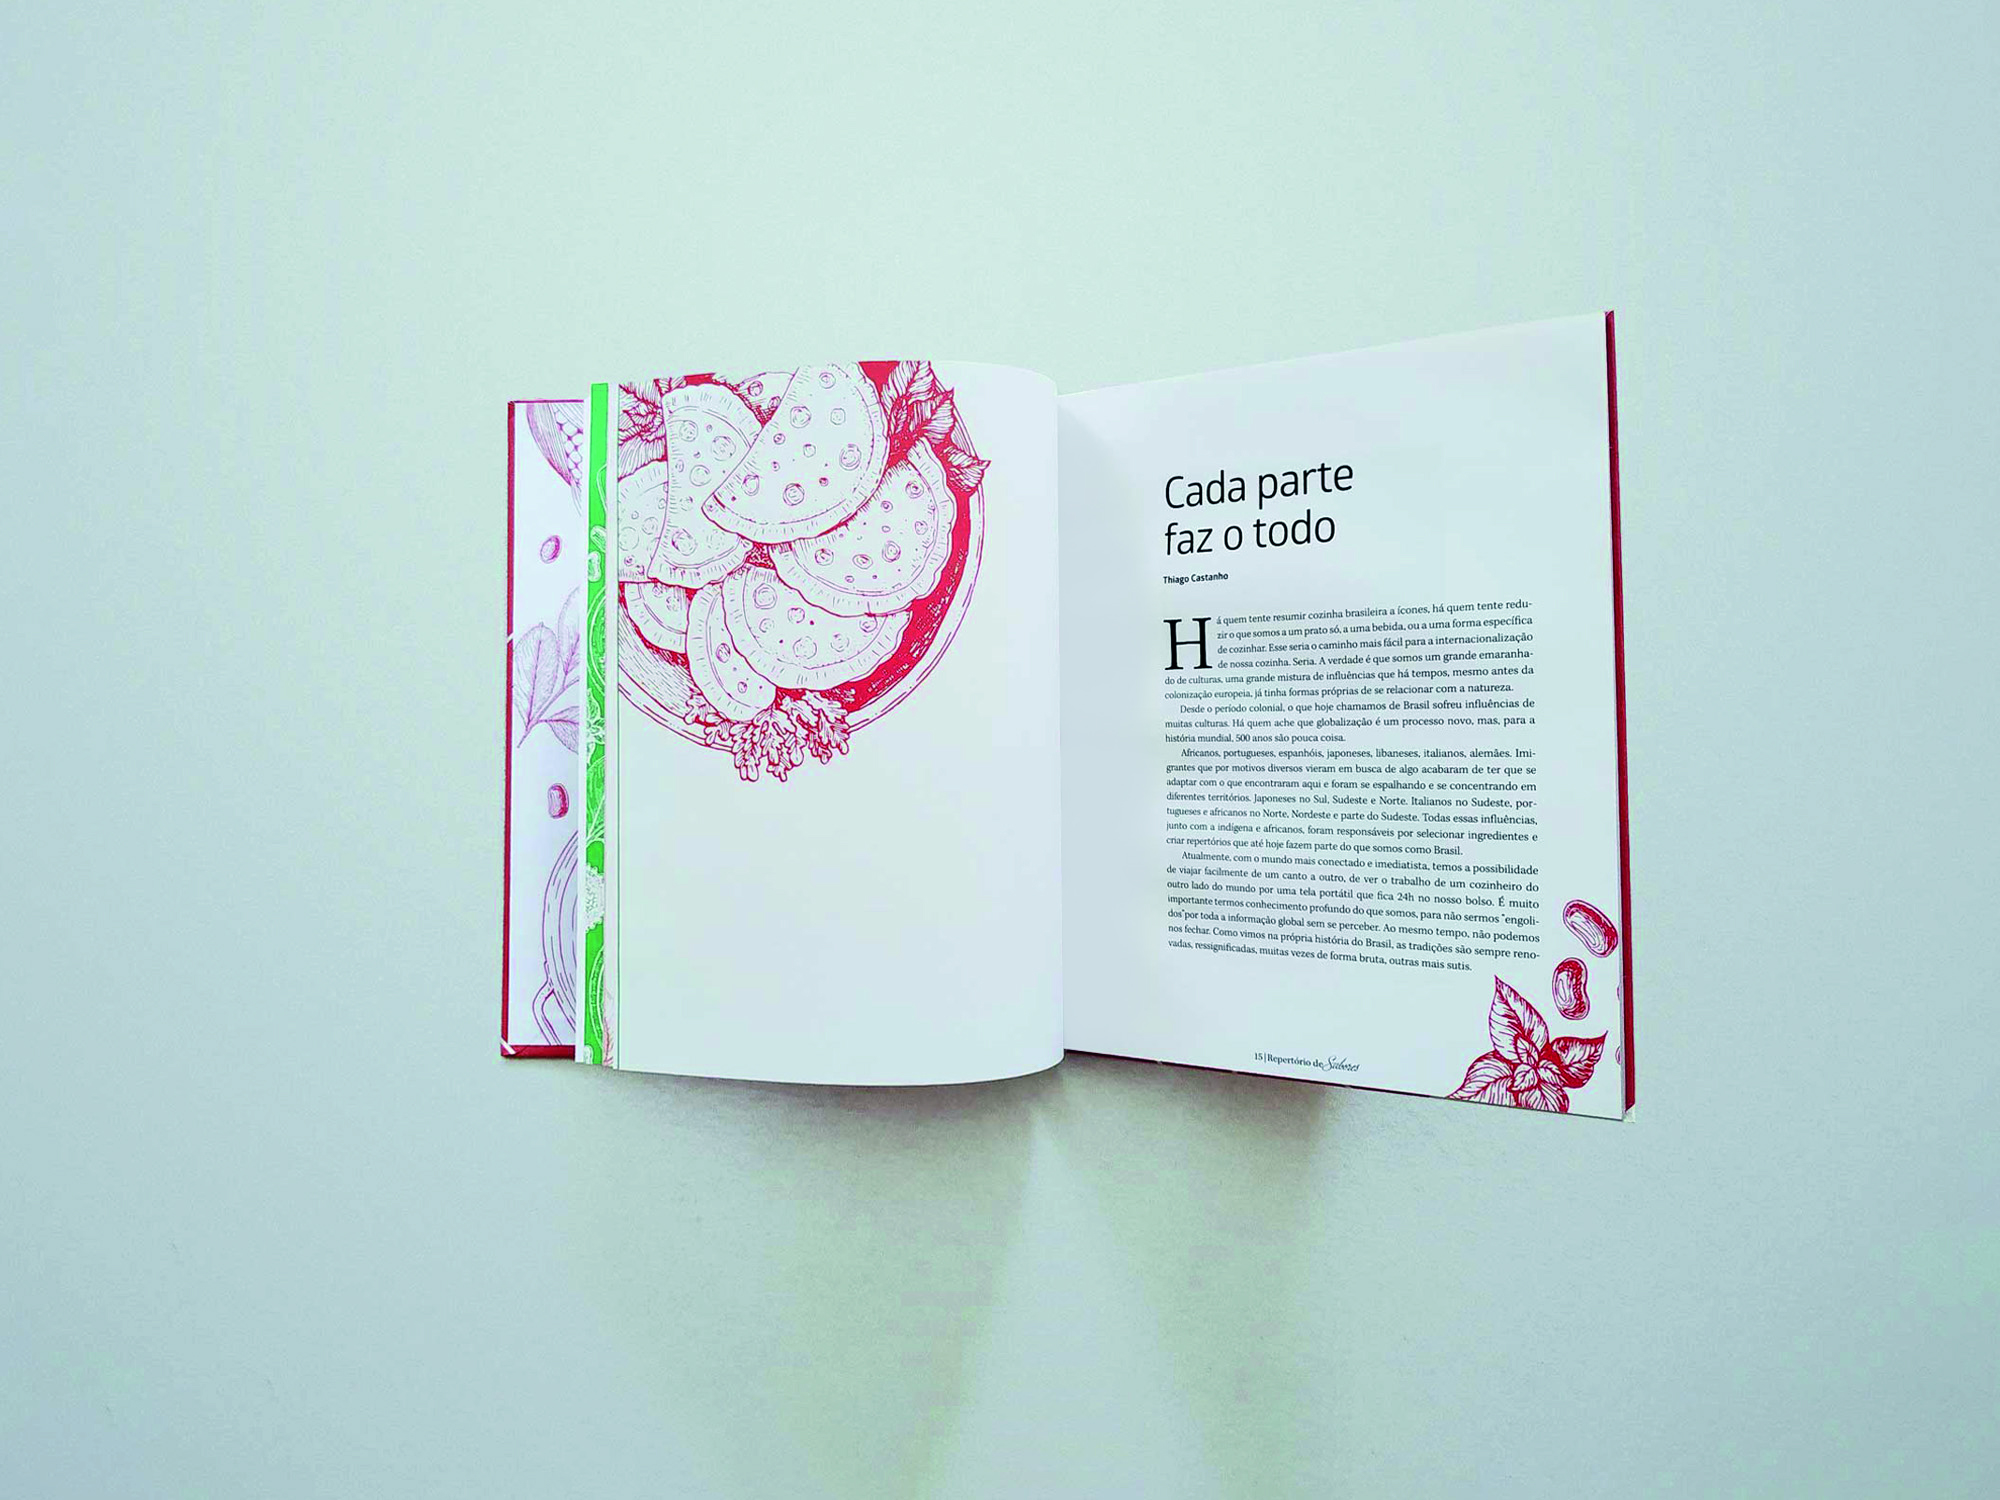 Cada parte
faz o todo
Thiago Castanho
Há quem tente resumir cozinha brasileira a ícones, há quem tente redu-
zir o que somos a um prato só, a uma bebida, ou a uma forma específica
de cozinhar. Esse seria o caminho mais fácil para a internacionalização
de nossa cozinha. Seria. A verdade é que somos um grande emaranha-
do de culturas, uma grande mistura de influências que há tempos, mesmo antes da
colonização europeia, já tinha formas próprias de se relacionar com a natureza.
Desde o período colonial, o que hoje chamamos de Brasil sofreu influências de
muitas culturas. Há quem ache que globalização é um processo novo, mas, para a
história mundial, 500 anos são pouca coisa.
Africanos, portugueses, espanhóis, japoneses, libaneses, italianos, alemães. Imi-
grantes que por motivos diversos vieram em busca de algo acabaram de ter que se
adaptar com o que encontraram aqui e foram se espalhando e se concentrando em
diferentes territórios. Japoneses no Sul, Sudeste e Norte. Italianos no Sudeste, por-
tugueses e africanos no Norte, Nordeste e parte do Sudeste. Todas essas influências,
junto com a indígena e africanos, foram responsáveis por selecionar ingredientes e
criar repertórios que até hoje fazem parte do que somos como Brasil.
Atualmente, com o mundo mais conectado e imediatista, temos a possibilidade
de viajar facilmente de um canto a outro, de ver o trabalho de um cozinheiro do
outro lado do mundo por uma tela portátil que fica 24h no nosso bolso. É muito
importante termos conhecimento profundo do que somos, para não sermos "engoli-
dos"por toda a informação global sem se perceber. Ao mesmo tempo, não podemos
nos fechar. Como vimos na própria história do Brasil, as tradições são sempre reno-
vadas, ressignificadas, muitas vezes de forma bruta, outras mais sutis.
15 | Repertório de Sabores